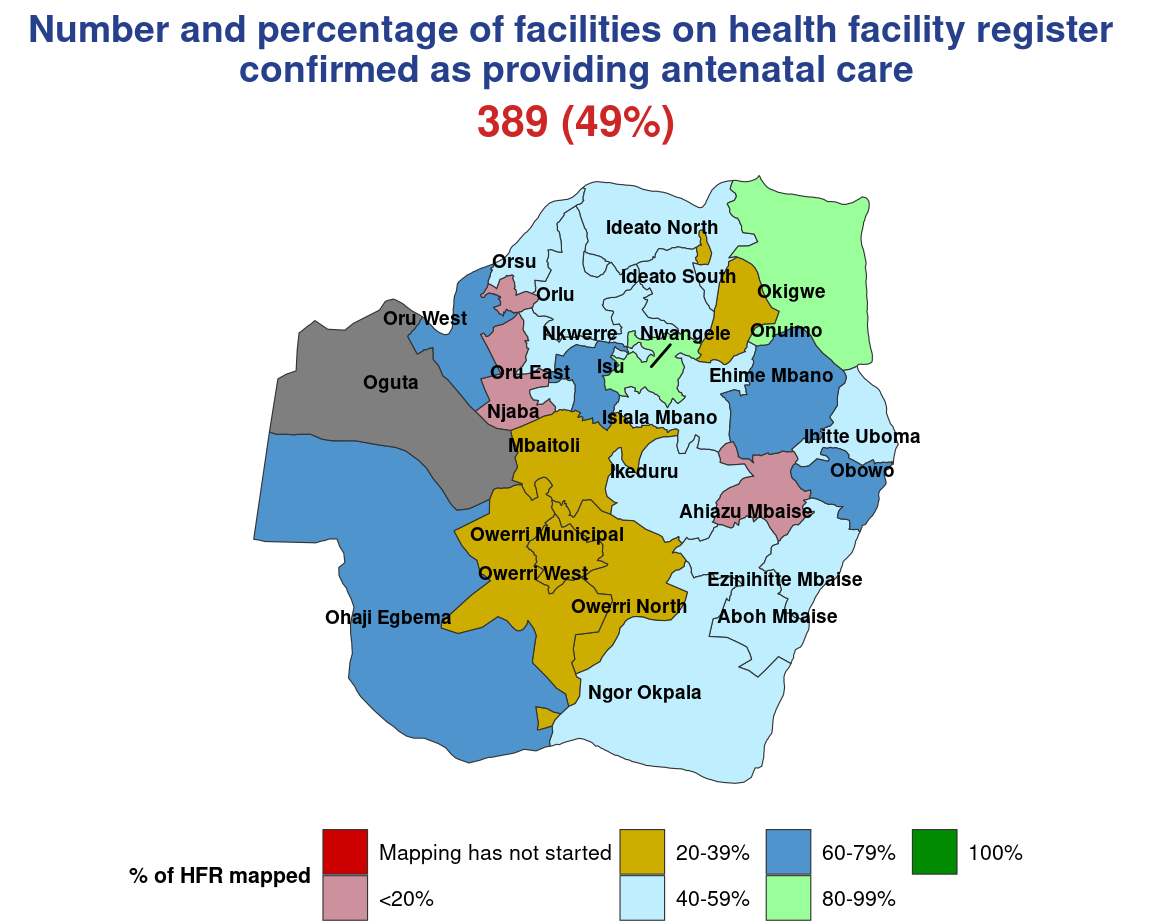 Number and percentage of facilities on health facility register
confirmed as providing antenatal care
389 (49%)
Ideato North
Orsu
Ideato South
Orlu
Okigwe
Oru West
Nkwerre
Nwangele
Onuimo
Isu
Oru East
Ehime Mbano
Oguta
Njaba
Isiala Mbano
Ihitte Uboma
Mbaitoli
Ikeduru
Obowo
Ahiazu Mbaise
Owerri Municipal
Owerri West
Ezinihitte Mbaise
Owerri North
Ohaji Egbema
Aboh Mbaise
Ngor Okpala
% of HFR mapped
Mapping has not started
<20%
20-39%
40-59%
60-79%
80-99%
100%